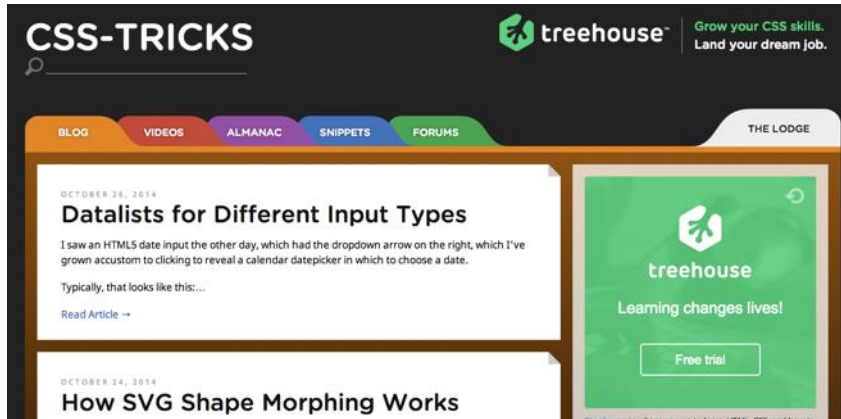 CSS-TRICKS
treehouse™
Grow your CSS skills.
Land your dream job.
BLOG VIDEOS ALMANAC SNIPPETS FORUMS THE LODGE
OCTOBER 26, 2014
Datalists for Different Input Types
I saw an HTML5 date input the other day, which had the dropdown arrow on the right, which I've
grown accustom to clicking to reveal a calendar datepicker in which to choose a date.
Typically, that looks like this:...
Read Article →
OCTOBER 24, 2014
How SVG Shape Morphing Works
treehouse
Learning changes lives!
Free trial